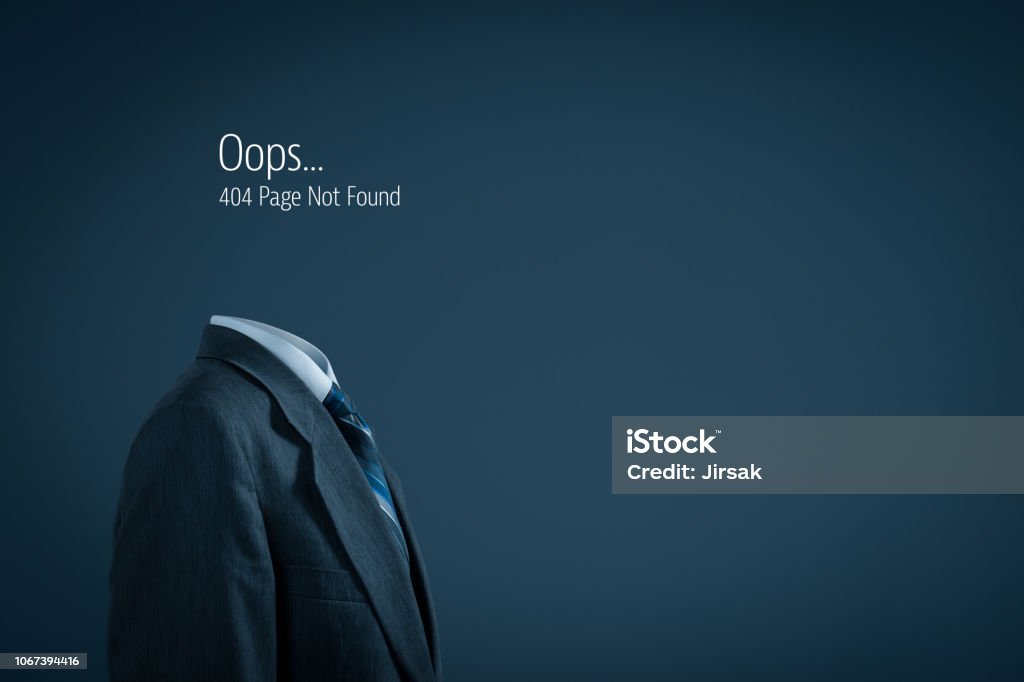 Oops...
404 Page Not Found
iStock™
Credit: Jirsak
1067394416